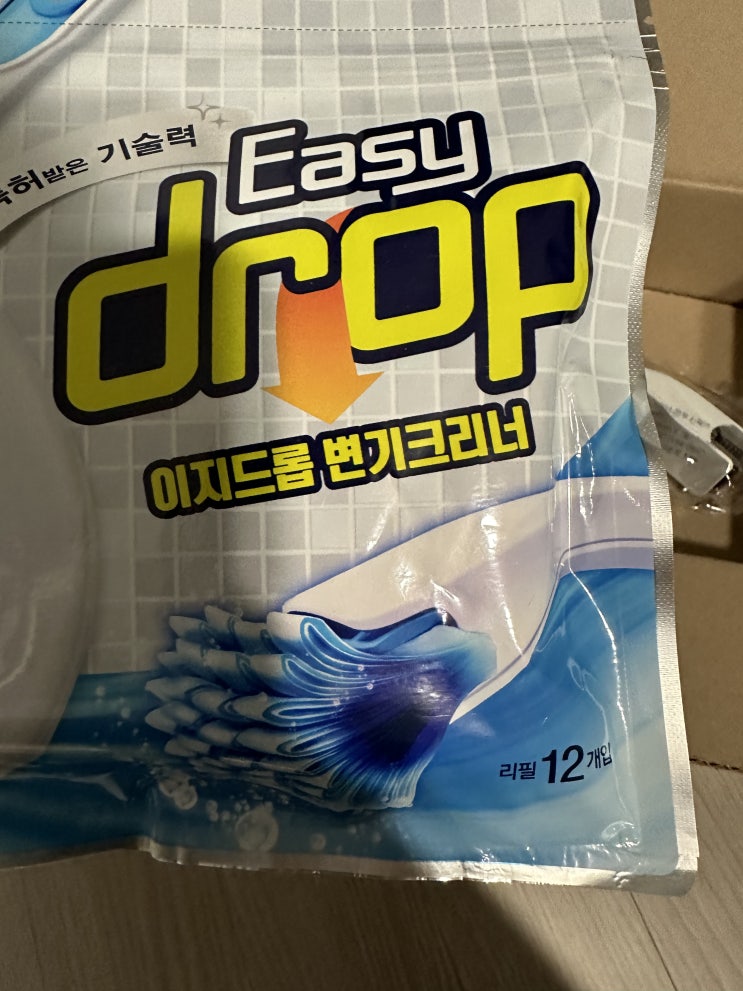 특허받은 기술력
Easy
drop
이지드롭 변기크리너
리필 12개입